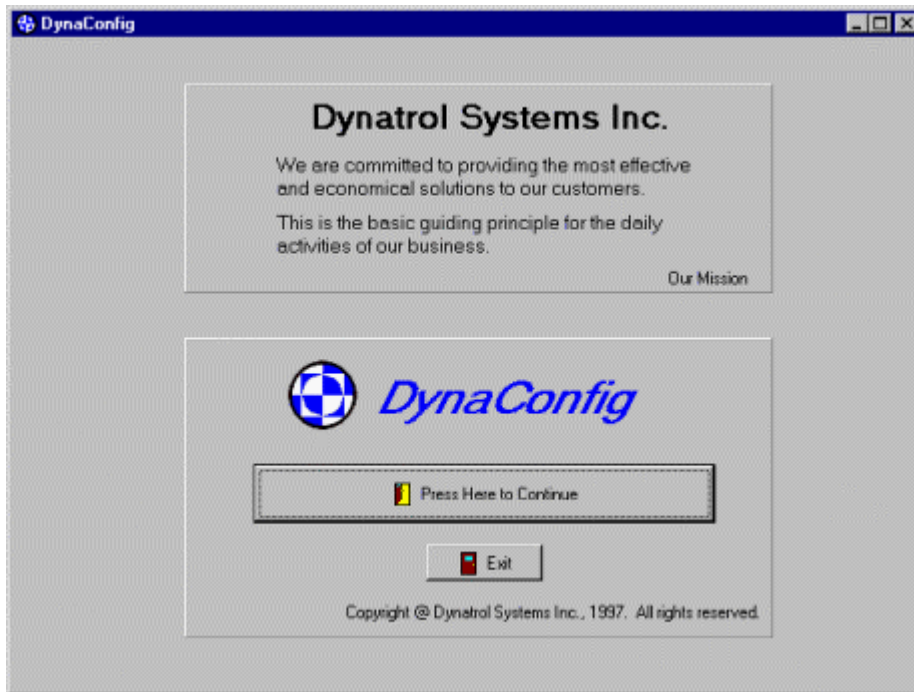 DynaConfig
Dynatrol Systems Inc.
We are committed to providing the most effective
and economical solutions to our customers.
This is the basic guiding principle for the daily
activities of our business.
Our Mission
DynaConfig
Press Here to Continue
Exit
Copyright @ Dynatrol Systems Inc., 1997. All rights reserved.